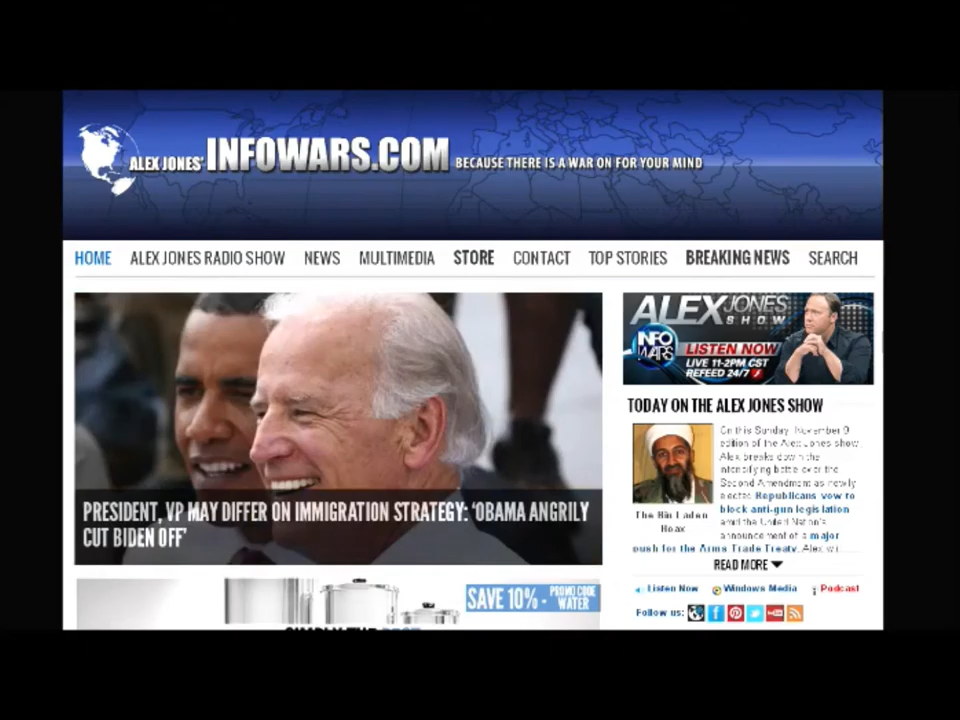 ALEX JONES' INFOWARS.COM BECAUSE THERE IS A WAR ON FOR YOUR MIND
HOME ALEX JONES RADIO SHOW NEWS MULTIMEDIA STORE CONTACT TOP STORIES BREAKING NEWS SEARCH
PRESIDENT, VP MAY DIFFER ON IMMIGRATION STRATEGY: ‘OBAMA ANGRILY
CUT BIDEN OFF’
SAVE 10% - PROMO CODE
WATER
ALEX JONES
SHOW
INFO
WARS
LISTEN NOW
LIVE 11-2PM CST
REFEED 24/7
TODAY ON THE ALEX JONES SHOW
On this Sunday, November 9
edition of the Alex Jones show,
Alex breaks down the
intensifying battle over the
Second Amendment as newly
elected Republicans vow to
block anti-gun legislation
amid the United Nation's
announcement of a major
push for the Arms Trade Treaty. Alex
The Bin Laden
Hoax
READ MORE
Listen Now Windows Media Podcast
Follow us: